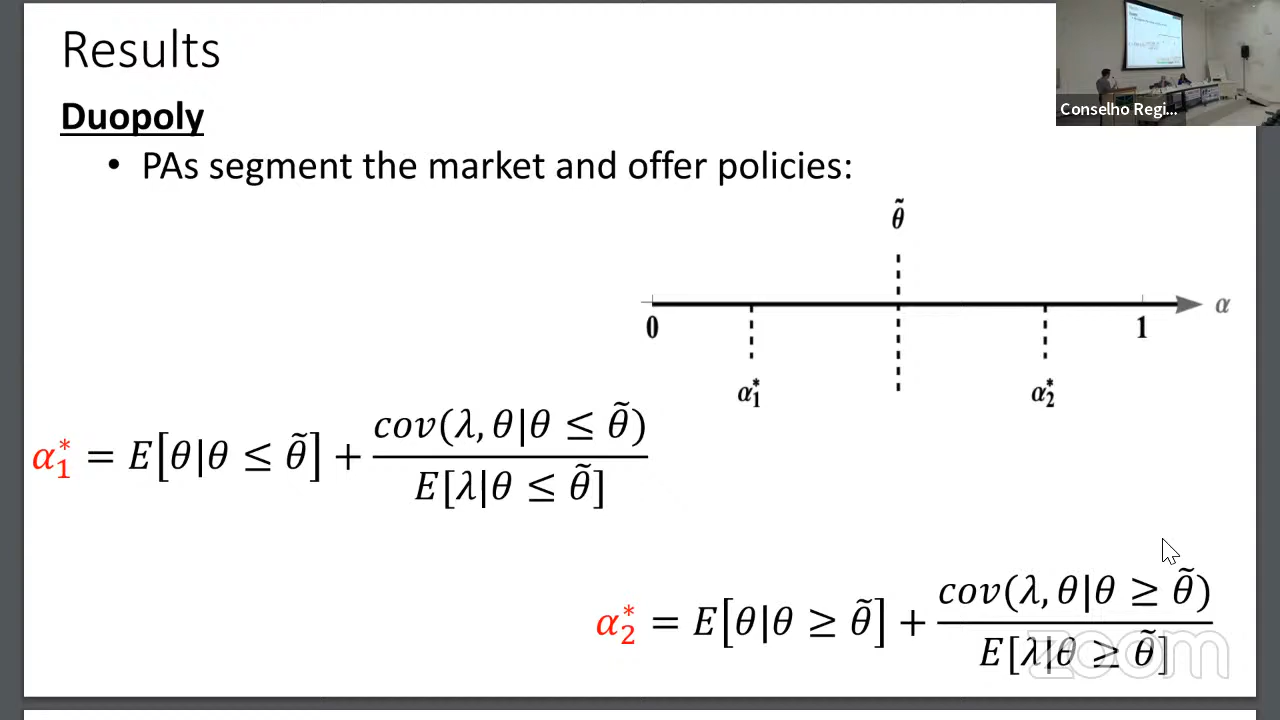 Results
Conselho Regi...
Duopoly
• PAs segment the market and offer policies:
θ̃
0 1 α
α₁* α₂*
α₁* = E[θ|θ ≤ θ̃] + cov(λ, θ|θ ≤ θ̃) / E[λ|θ ≤ θ̃]
α₂* = E[θ|θ ≥ θ̃] + cov(λ, θ|θ ≥ θ̃) / E[λ|θ ≥ θ̃]
zoom